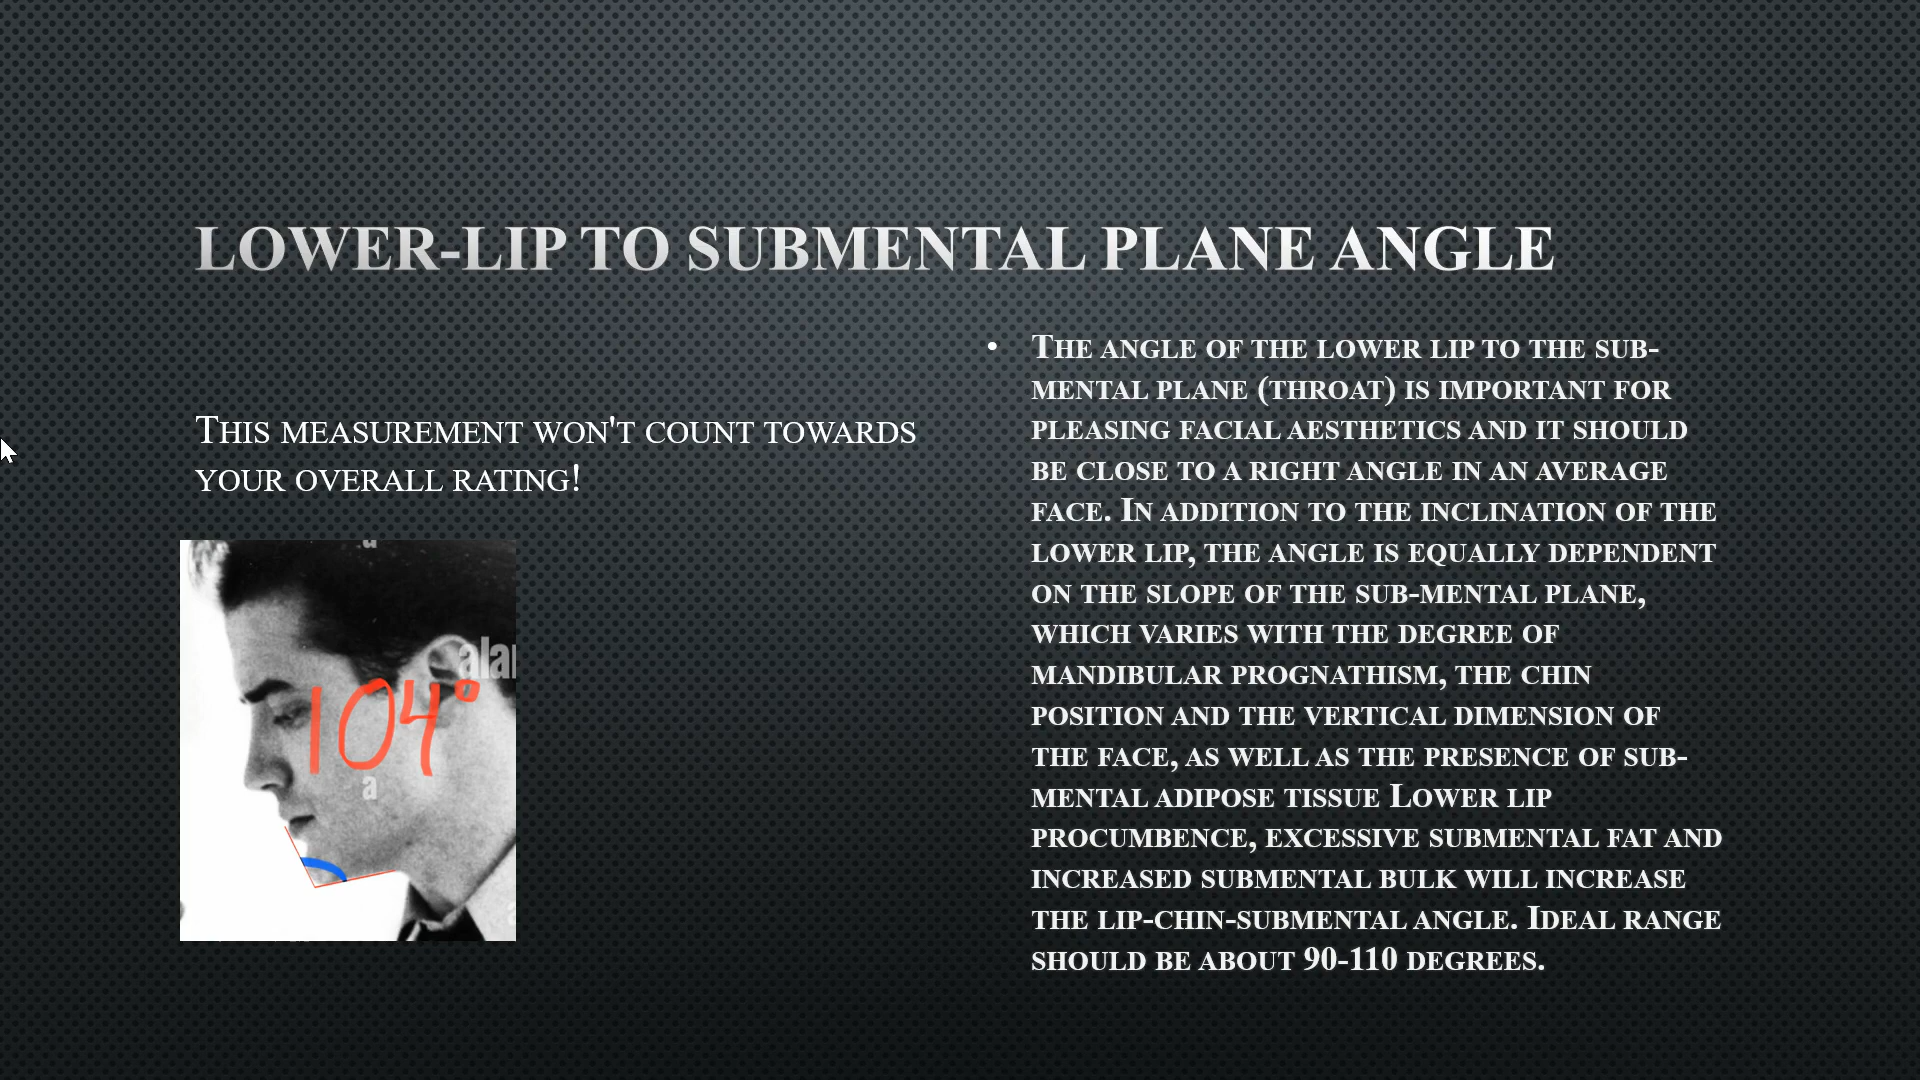 LOWER-LIP TO SUBMENTAL PLANE ANGLE
THIS MEASUREMENT WON'T COUNT TOWARDS
YOUR OVERALL RATING!
a
ala
104°
a
• THE ANGLE OF THE LOWER LIP TO THE SUB-
MENTAL PLANE (THROAT) IS IMPORTANT FOR
PLEASING FACIAL AESTHETICS AND IT SHOULD
BE CLOSE TO A RIGHT ANGLE IN AN AVERAGE
FACE. IN ADDITION TO THE INCLINATION OF THE
LOWER LIP, THE ANGLE IS EQUALLY DEPENDENT
ON THE SLOPE OF THE SUB-MENTAL PLANE,
WHICH VARIES WITH THE DEGREE OF
MANDIBULAR PROGNATHISM, THE CHIN
POSITION AND THE VERTICAL DIMENSION OF
THE FACE, AS WELL AS THE PRESENCE OF SUB-
MENTAL ADIPOSE TISSUE LOWER LIP
PROCUMBENCE, EXCESSIVE SUBMENTAL FAT AND
INCREASED SUBMENTAL BULK WILL INCREASE
THE LIP-CHIN-SUBMENTAL ANGLE. IDEAL RANGE
SHOULD BE ABOUT 90-110 DEGREES.